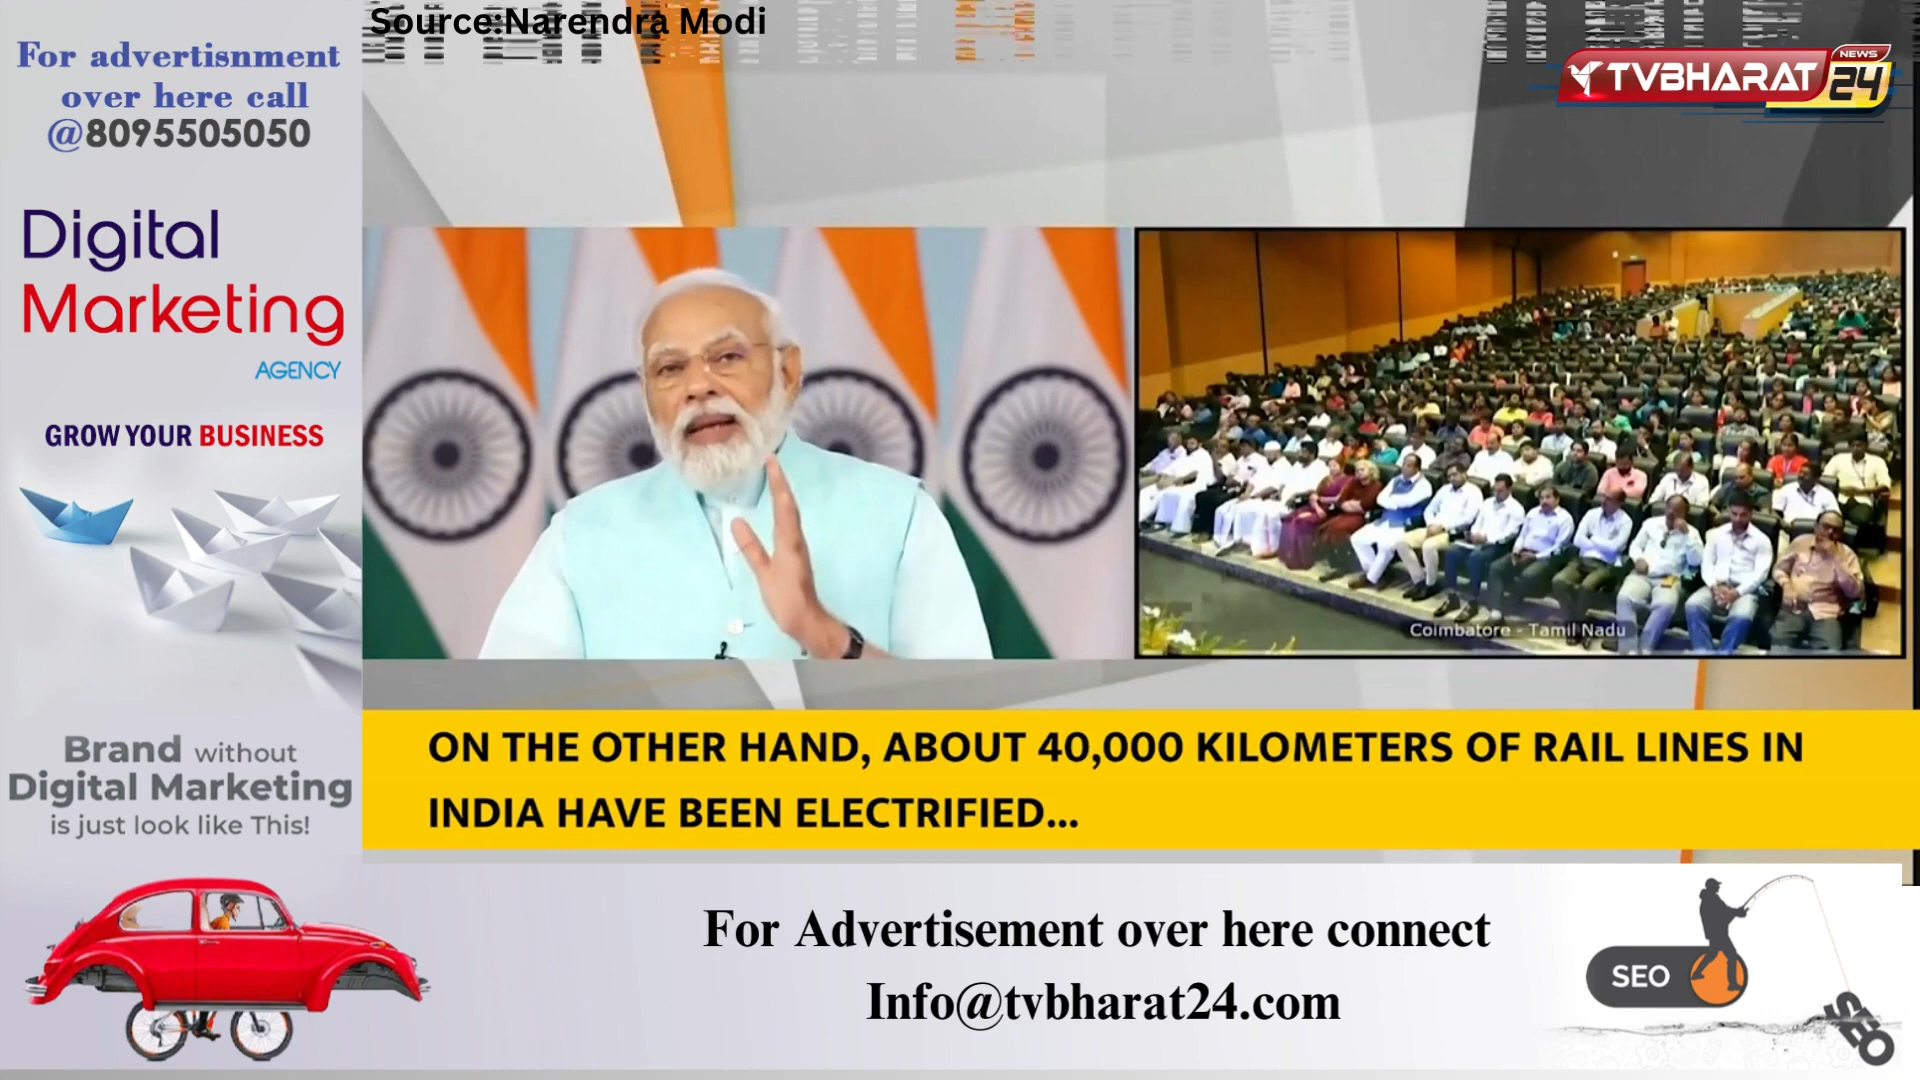 Source:Narendra Modi
For advertisnment
over here call
@8095505050
Digital
Marketing
AGENCY
GROW YOUR BUSINESS
Brand without
Digital Marketing
is just look like This!
TVBHARAT
NEWS
24
Coimbatore - Tamil Nadu
ON THE OTHER HAND, ABOUT 40,000 KILOMETERS OF RAIL LINES IN
INDIA HAVE BEEN ELECTRIFIED...
For Advertisement over here connect
Info@tvbharat24.com
SEO
SEO